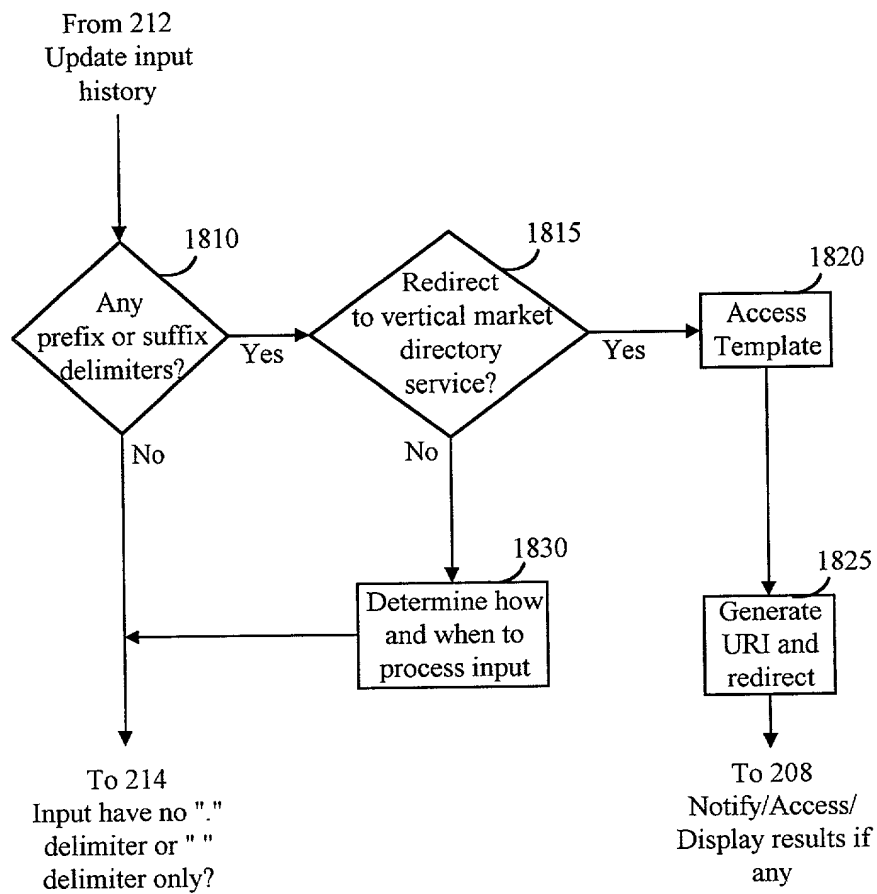 From 212
Update input
history
1810
Any
prefix or suffix
delimiters?
Yes
No
1815
Redirect
to vertical market
directory
service?
Yes
No
1820
Access
Template
1830
Determine how
and when to
process input
1825
Generate
URI and
redirect
To 214
Input have no "."
delimiter or " "
delimiter only?
To 208
Notify/Access/
Display results if
any